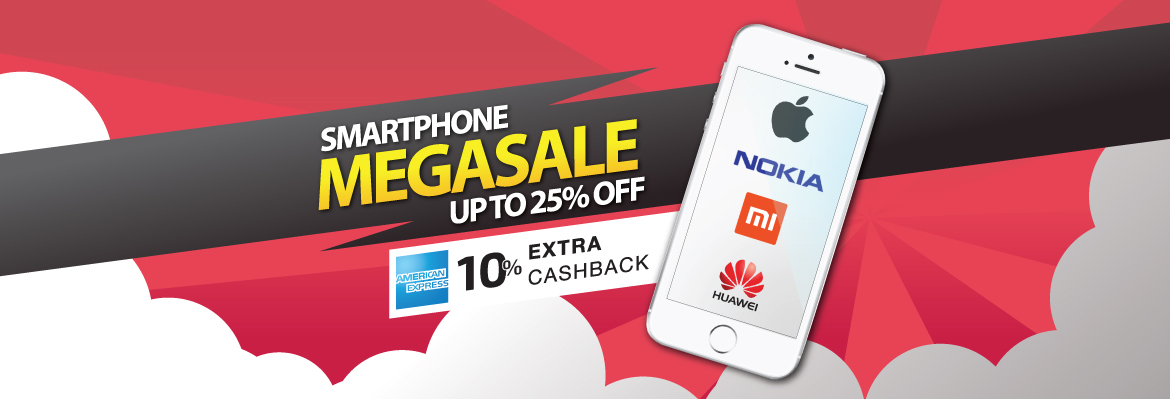 SMARTPHONE
MEGASALE
UP TO 25% OFF
AMERICAN
EXPRESS
10% EXTRA
CASHBACK
NOKIA
mi
HUAWEI